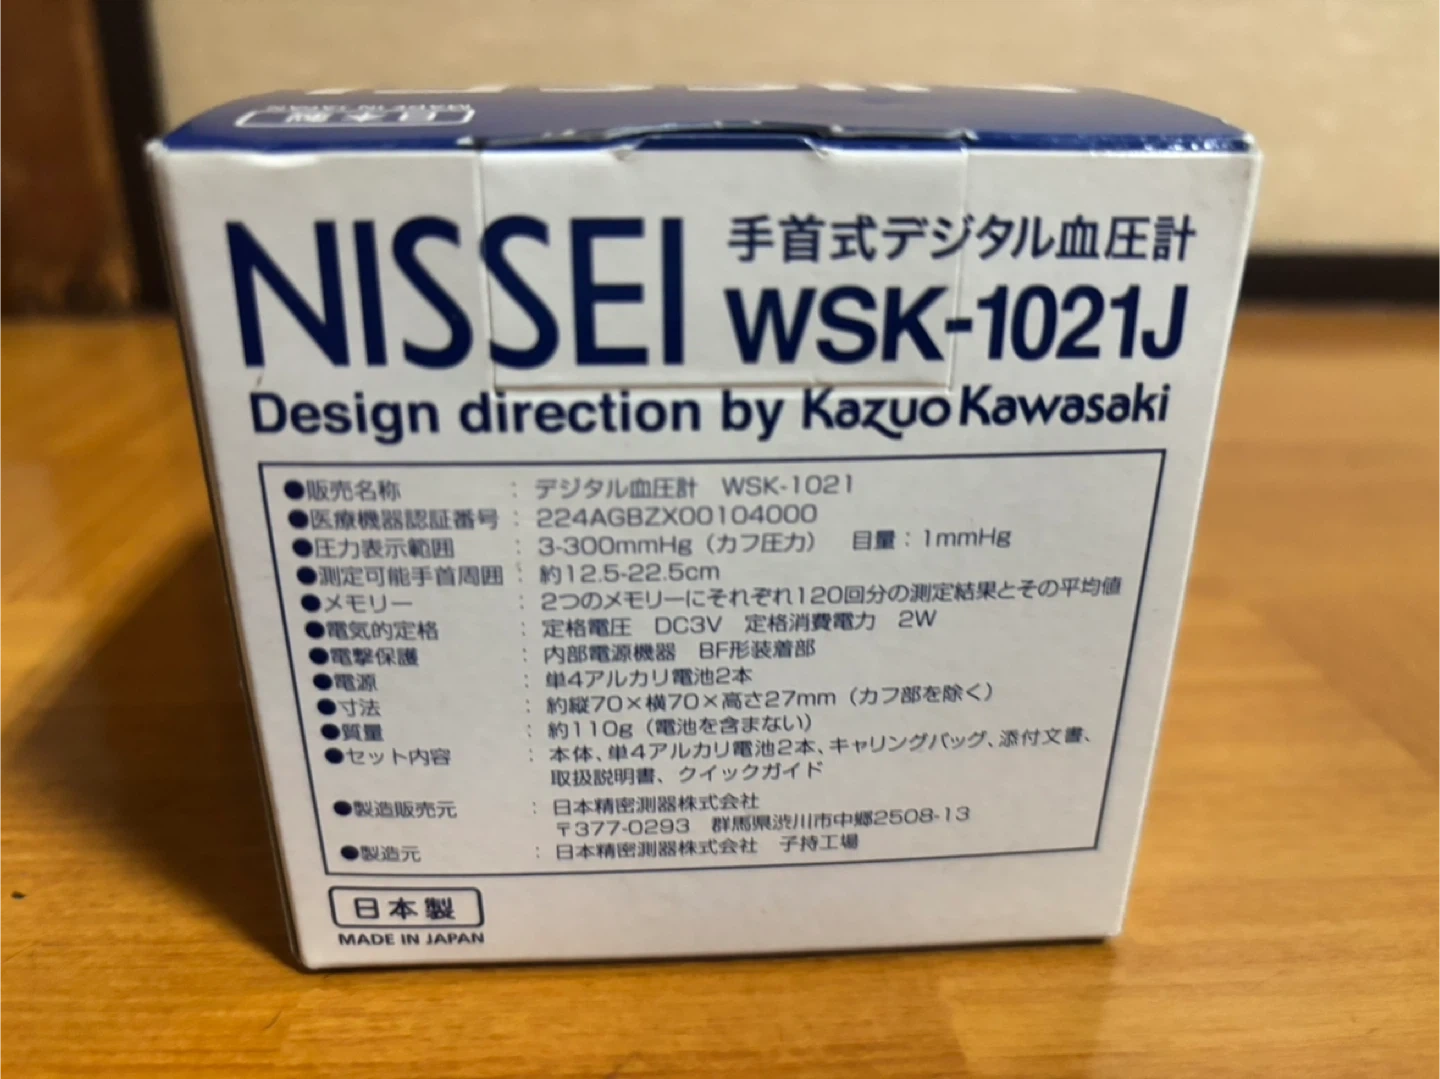 日本製
MADE IN JAPAN
NISSEI
手首式デジタル血圧計
WSK-1021J
Design direction by Kazuo Kawasaki
●販売名称 : デジタル血圧計 WSK-1021
●医療機器認証番号 : 224AGBZX00104000
●圧力表示範囲 : 3-300mmHg（カフ圧力） 目量：1mmHg
●測定可能手首周囲 : 約12.5-22.5cm
●メモリー : 2つのメモリーにそれぞれ120回分の測定結果とその平均値
●電気的定格 : 定格電圧 DC3V 定格消費電力 2W
●電撃保護 : 内部電源機器 BF形装着部
●電源 : 単4アルカリ電池2本
●寸法 : 約縦70×横70×高さ27mm（カフ部を除く）
●質量 : 約110g（電池を含まない）
●セット内容 : 本体、単4アルカリ電池2本、キャリングバッグ、添付文書、
取扱説明書、クイックガイド
●製造販売元 : 日本精密測器株式会社
〒377-0293 群馬県渋川市中郷2508-13
●製造元 : 日本精密測器株式会社 子持工場
日本製
MADE IN JAPAN